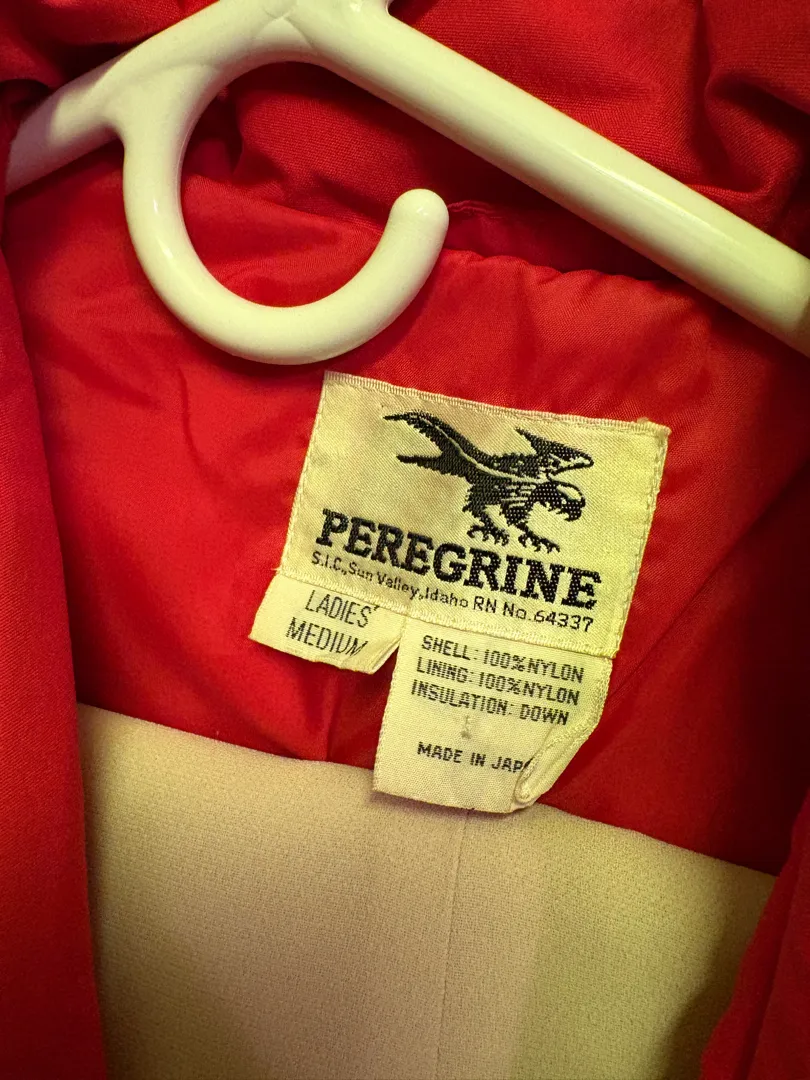 PEREGRINE
S.I.C.,Sun Valley,Idaho RN No.64337
LADIES'
MEDIUM
SHELL: 100% NYLON
LINING: 100% NYLON
INSULATION: DOWN
MADE IN JAP